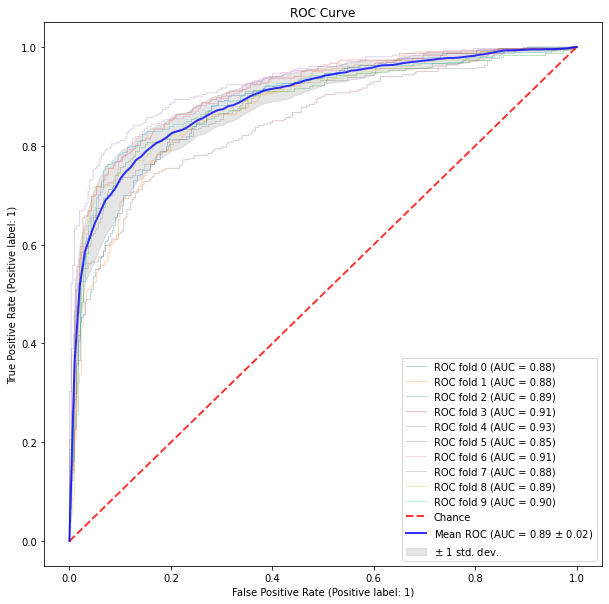 ROC Curve
True Positive Rate (Positive label: 1)
1.0
0.8
0.6
0.4
0.2
0.0
ROC fold 0 (AUC = 0.88)
ROC fold 1 (AUC = 0.88)
ROC fold 2 (AUC = 0.89)
ROC fold 3 (AUC = 0.91)
ROC fold 4 (AUC = 0.93)
ROC fold 5 (AUC = 0.85)
ROC fold 6 (AUC = 0.91)
ROC fold 7 (AUC = 0.88)
ROC fold 8 (AUC = 0.89)
ROC fold 9 (AUC = 0.90)
Chance
Mean ROC (AUC = 0.89 ± 0.02)
± 1 std. dev.
0.0 0.2 0.4 0.6 0.8 1.0
False Positive Rate (Positive label: 1)